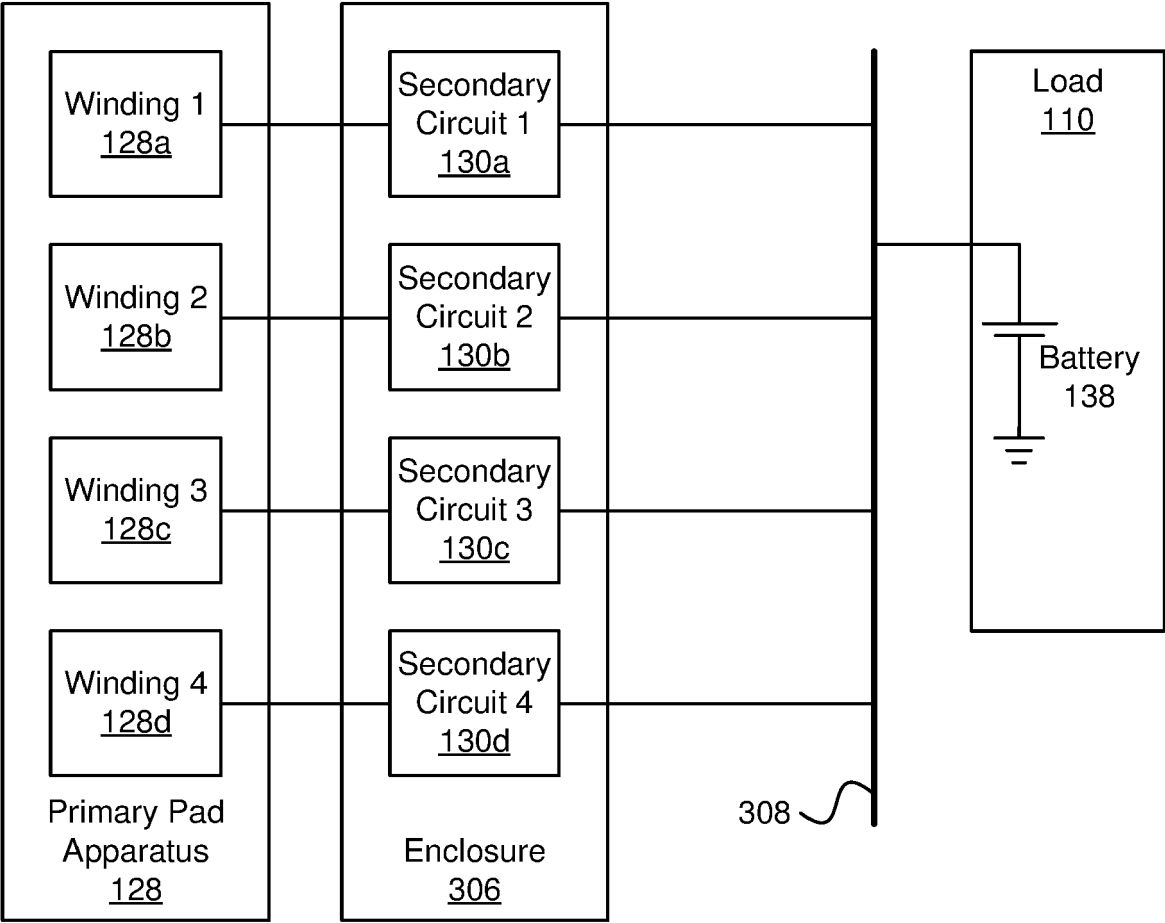 Winding 1
128a
Secondary
Circuit 1
130a
Load
110
Winding 2
128b
Secondary
Circuit 2
130b
Battery
138
Winding 3
128c
Secondary
Circuit 3
130c
Winding 4
128d
Secondary
Circuit 4
130d
308
Primary Pad
Apparatus
128
Enclosure
306